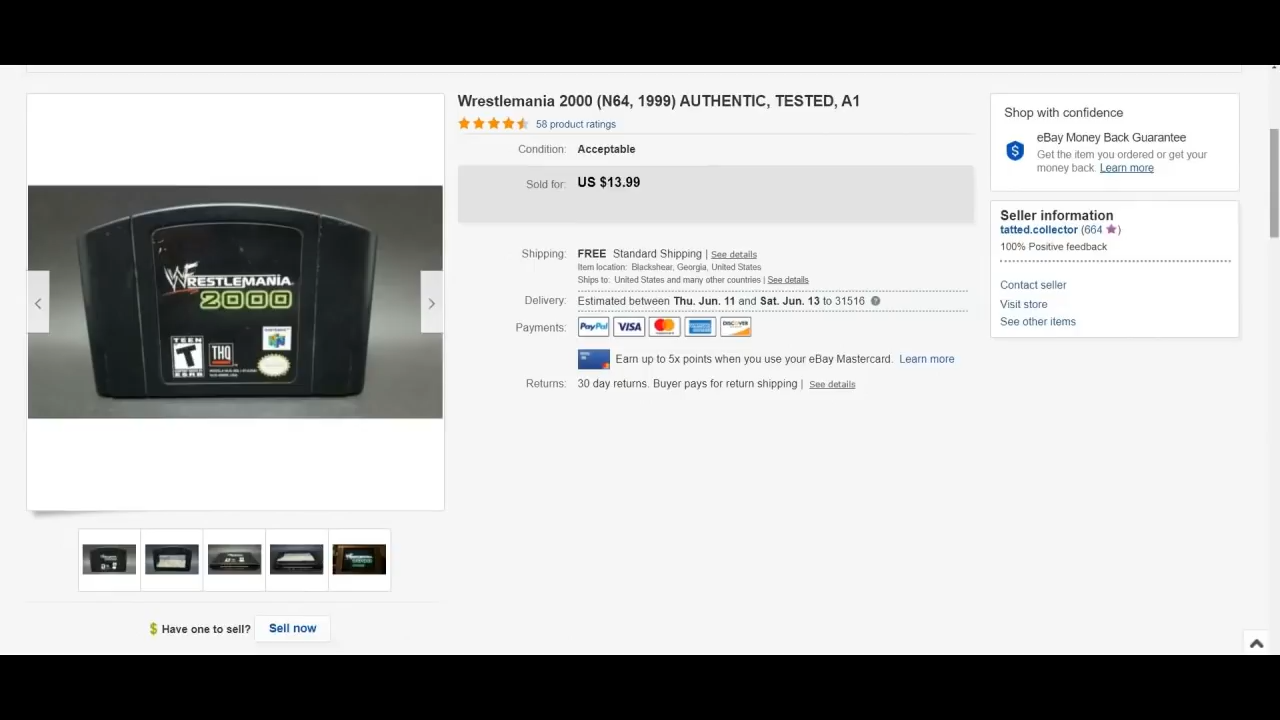 Wrestlemania 2000 (N64, 1999) AUTHENTIC, TESTED, A1
58 product ratings
Condition: Acceptable
Sold for: US $13.99
Shipping: FREE Standard Shipping | See details
Item location: Blackshear, Georgia, United States
Ships to: United States and many other countries | See details
Delivery: Estimated between Thu. Jun. 11 and Sat. Jun. 13 to 31516 ?
Payments: PayPal VISA MasterCard DISCOVER
Earn up to 5x points when you use your eBay Mastercard. Learn more
Returns: 30 day returns. Buyer pays for return shipping | See details
Shop with confidence
eBay Money Back Guarantee
Get the item you ordered or get your
money back. Learn more
Seller information
tatted.collector (664)
100% Positive feedback
Contact seller
Visit store
See other items
WRESTLEMANIA
2000
TEEN
T
ESRB
THQ
$ Have one to sell? Sell now